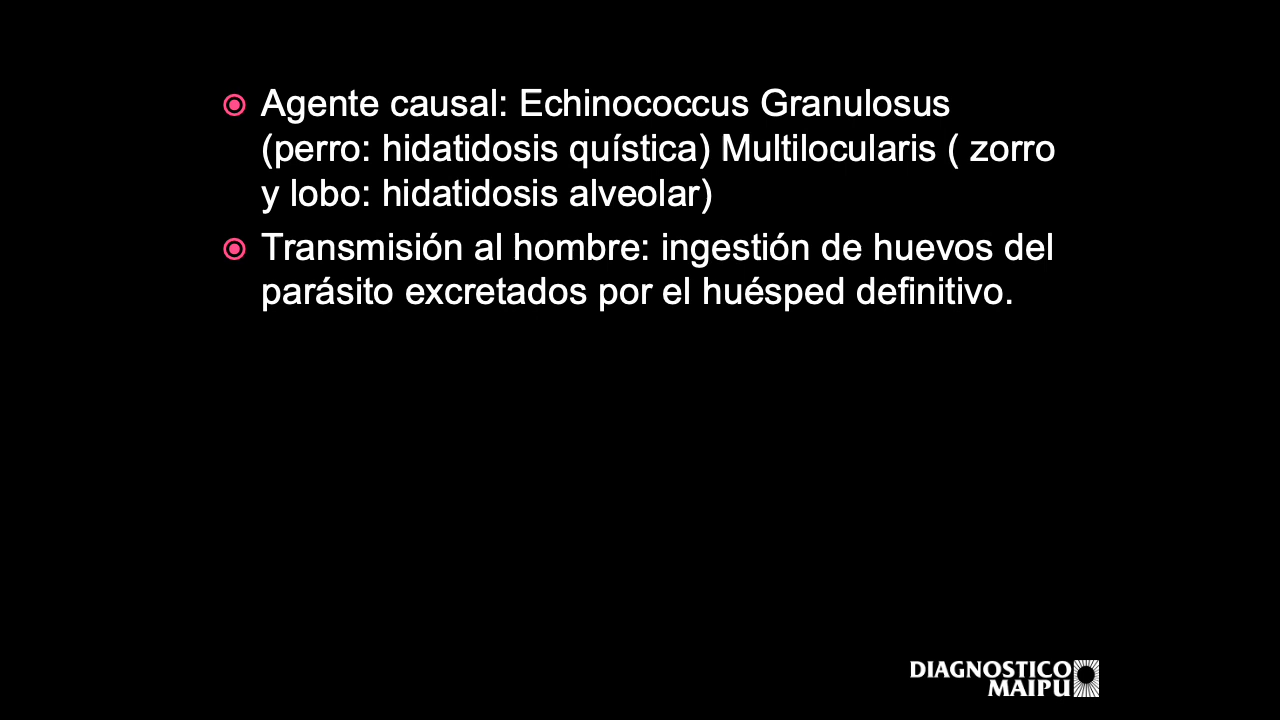 Agente causal: Echinococcus Granulosus
(perro: hidatidosis quística) Multilocularis ( zorro
y lobo: hidatidosis alveolar)
Transmisión al hombre: ingestión de huevos del
parásito excretados por el huésped definitivo.
DIAGNOSTICO
MAIPU